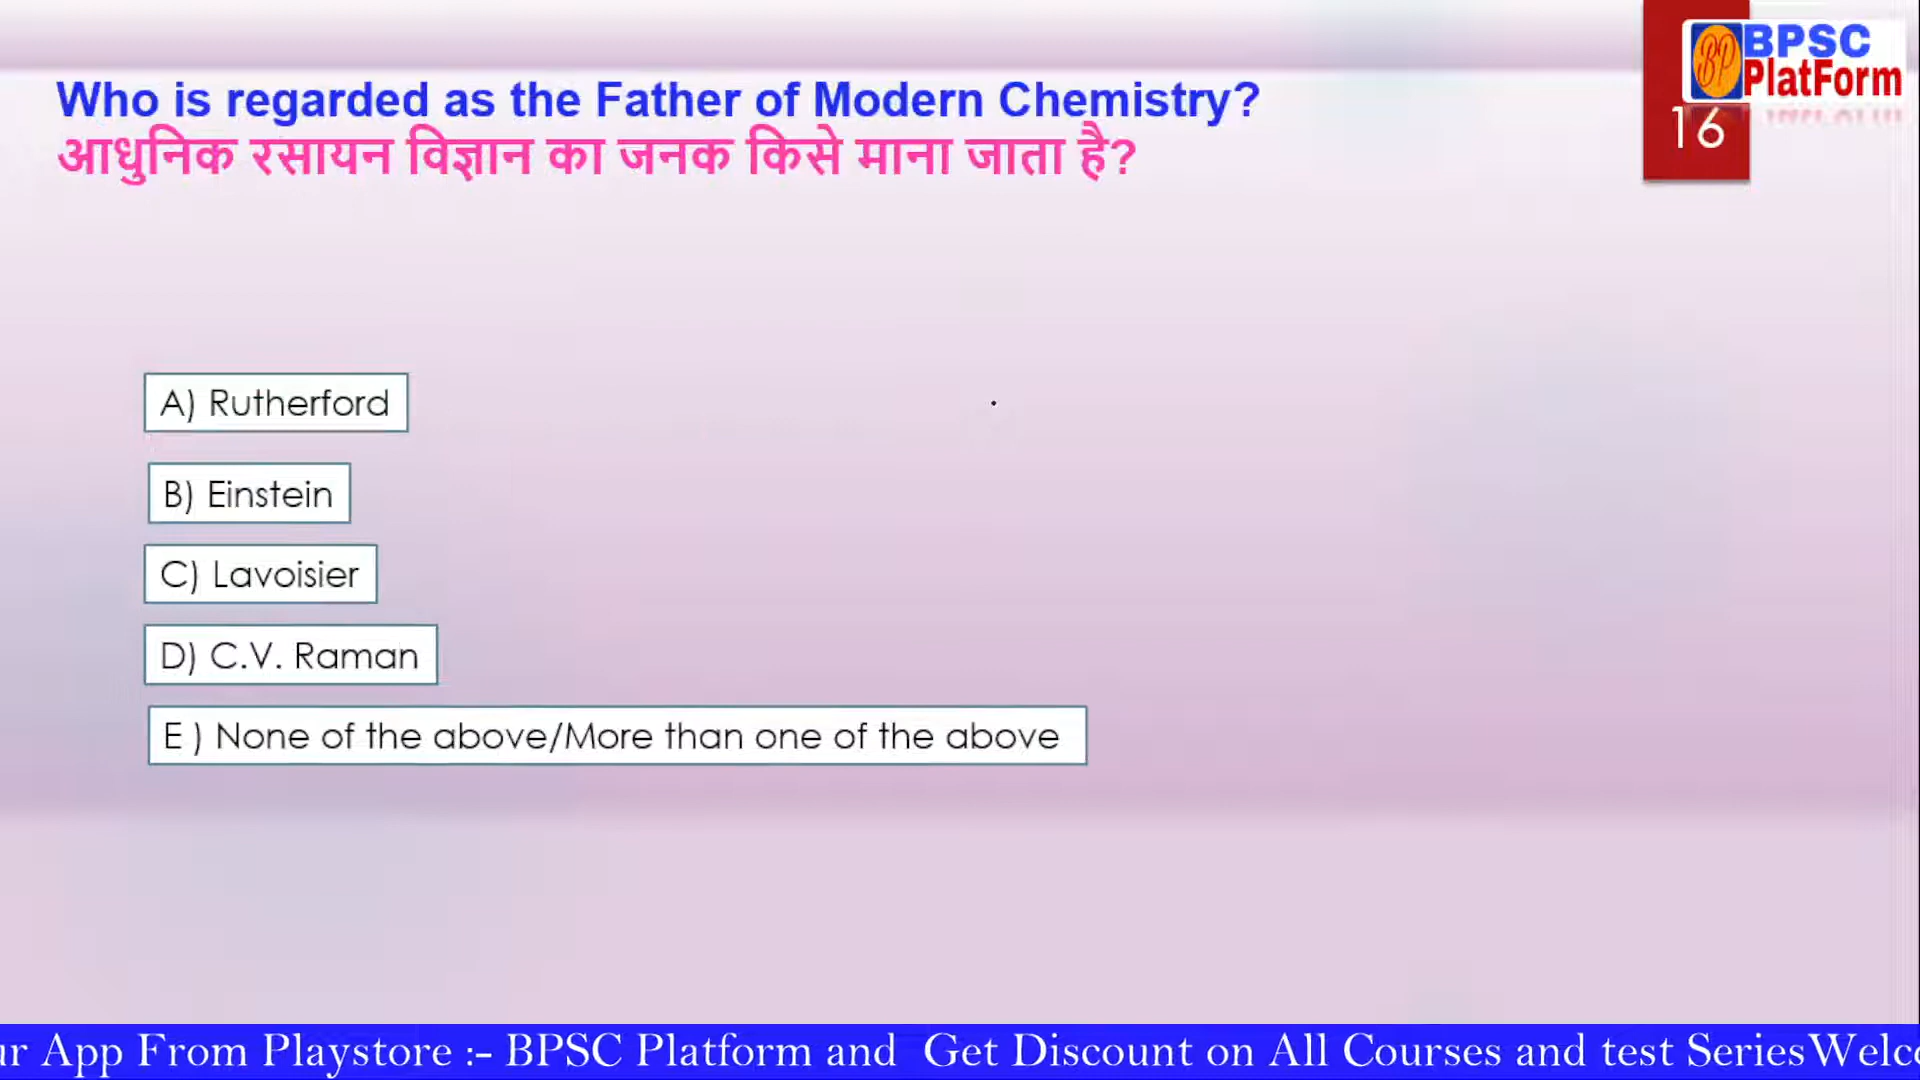 BPSC
PlatForm
16
Who is regarded as the Father of Modern Chemistry?
आधुनिक रसायन विज्ञान का जनक किसे माना जाता है?
A) Rutherford
B) Einstein
C) Lavoisier
D) C.V. Raman
E ) None of the above/More than one of the above
App From Playstore :- BPSC Platform and Get Discount on All Courses and test Series